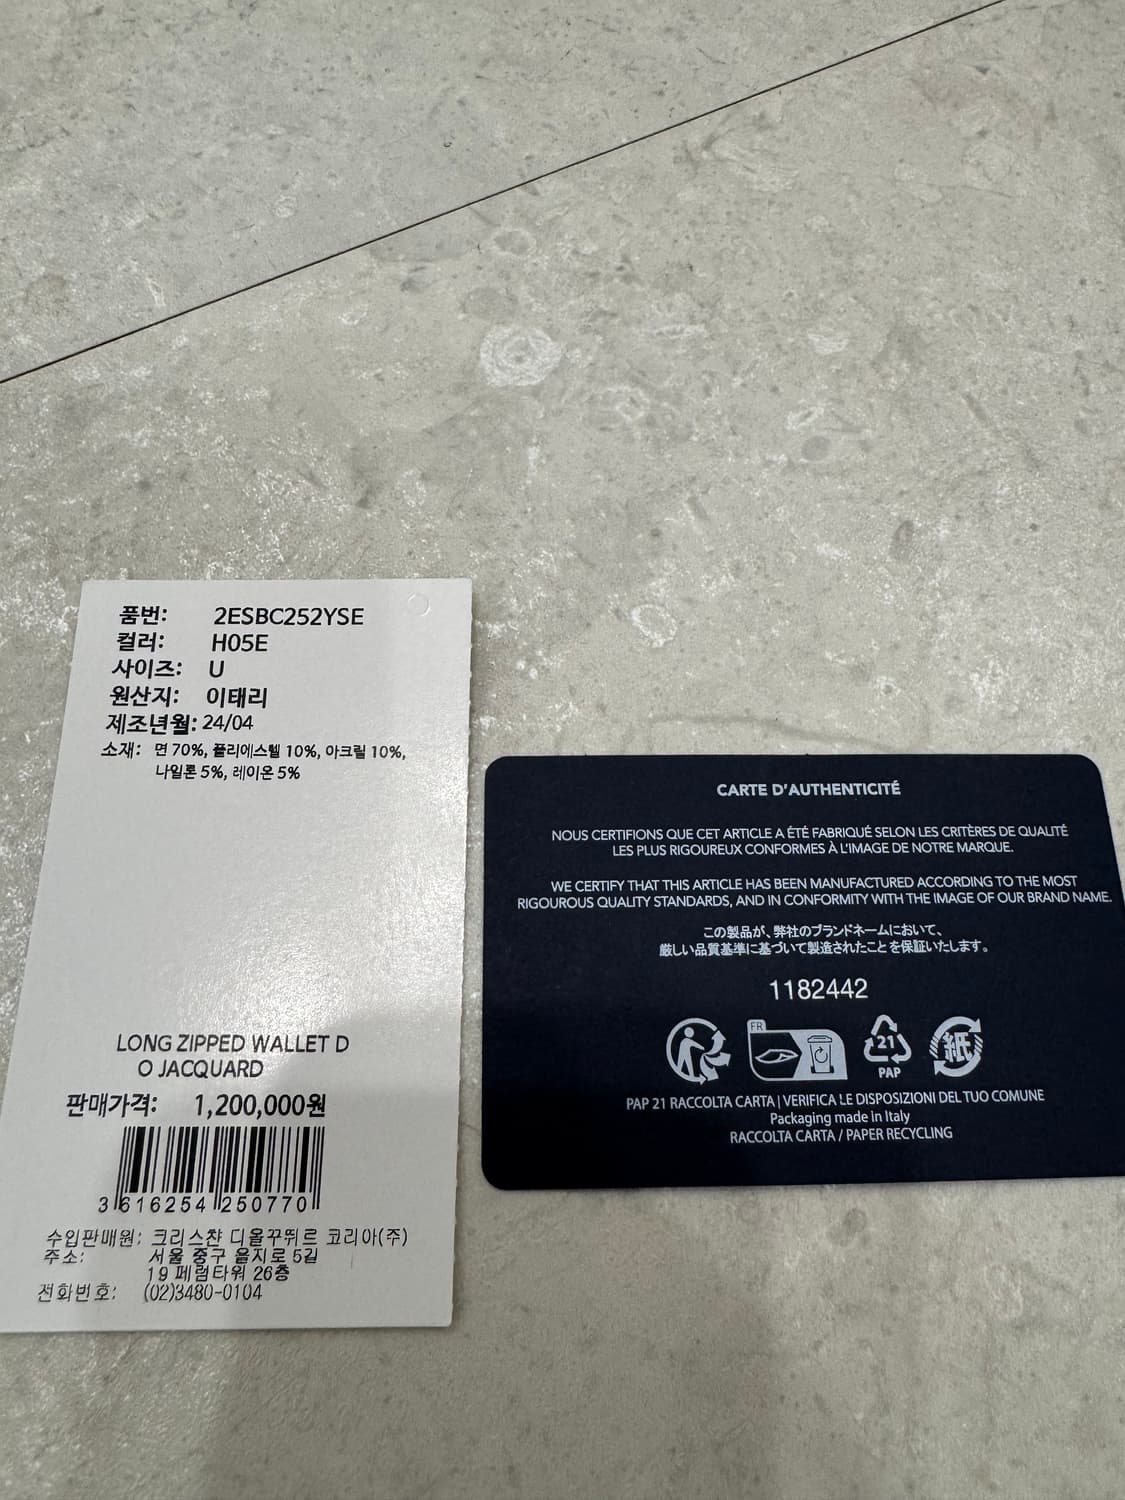 품번: 2ESBC252YSE
컬러: H05E
사이즈: U
원산지: 이태리
제조년월: 24/04
소재: 면 70%, 폴리에스텔 10%, 아크릴 10%,
나일론 5%, 레이온 5%
LONG ZIPPED WALLET D
O JACQUARD
판매가격: 1,200,000원
3 616254 250770
수입판매원: 크리스챤 디올꾸뛰르 코리아(주)
주소: 서울 중구 을지로 5길
19 페럼타워 26층
전화번호: (02)3480-0104
CARTE D'AUTHENTICITÉ
NOUS CERTIFIONS QUE CET ARTICLE A ÉTÉ FABRIQUÉ SELON LES CRITÈRES DE QUALITÉ
LES PLUS RIGOUREUX CONFORMES À L'IMAGE DE NOTRE MARQUE.
WE CERTIFY THAT THIS ARTICLE HAS BEEN MANUFACTURED ACCORDING TO THE MOST
RIGOUROUS QUALITY STANDARDS, AND IN CONFORMITY WITH THE IMAGE OF OUR BRAND NAME.
この製品が、弊社のブランドネームにおいて、
厳しい品質基準に基づいて製造されたことを保証いたします。
1182442
FR
21
PAP
紙
PAP 21 RACCOLTA CARTA | VERIFICA LE DISPOSIZIONI DEL TUO COMUNE
Packaging made in Italy
RACCOLTA CARTA / PAPER RECYCLING